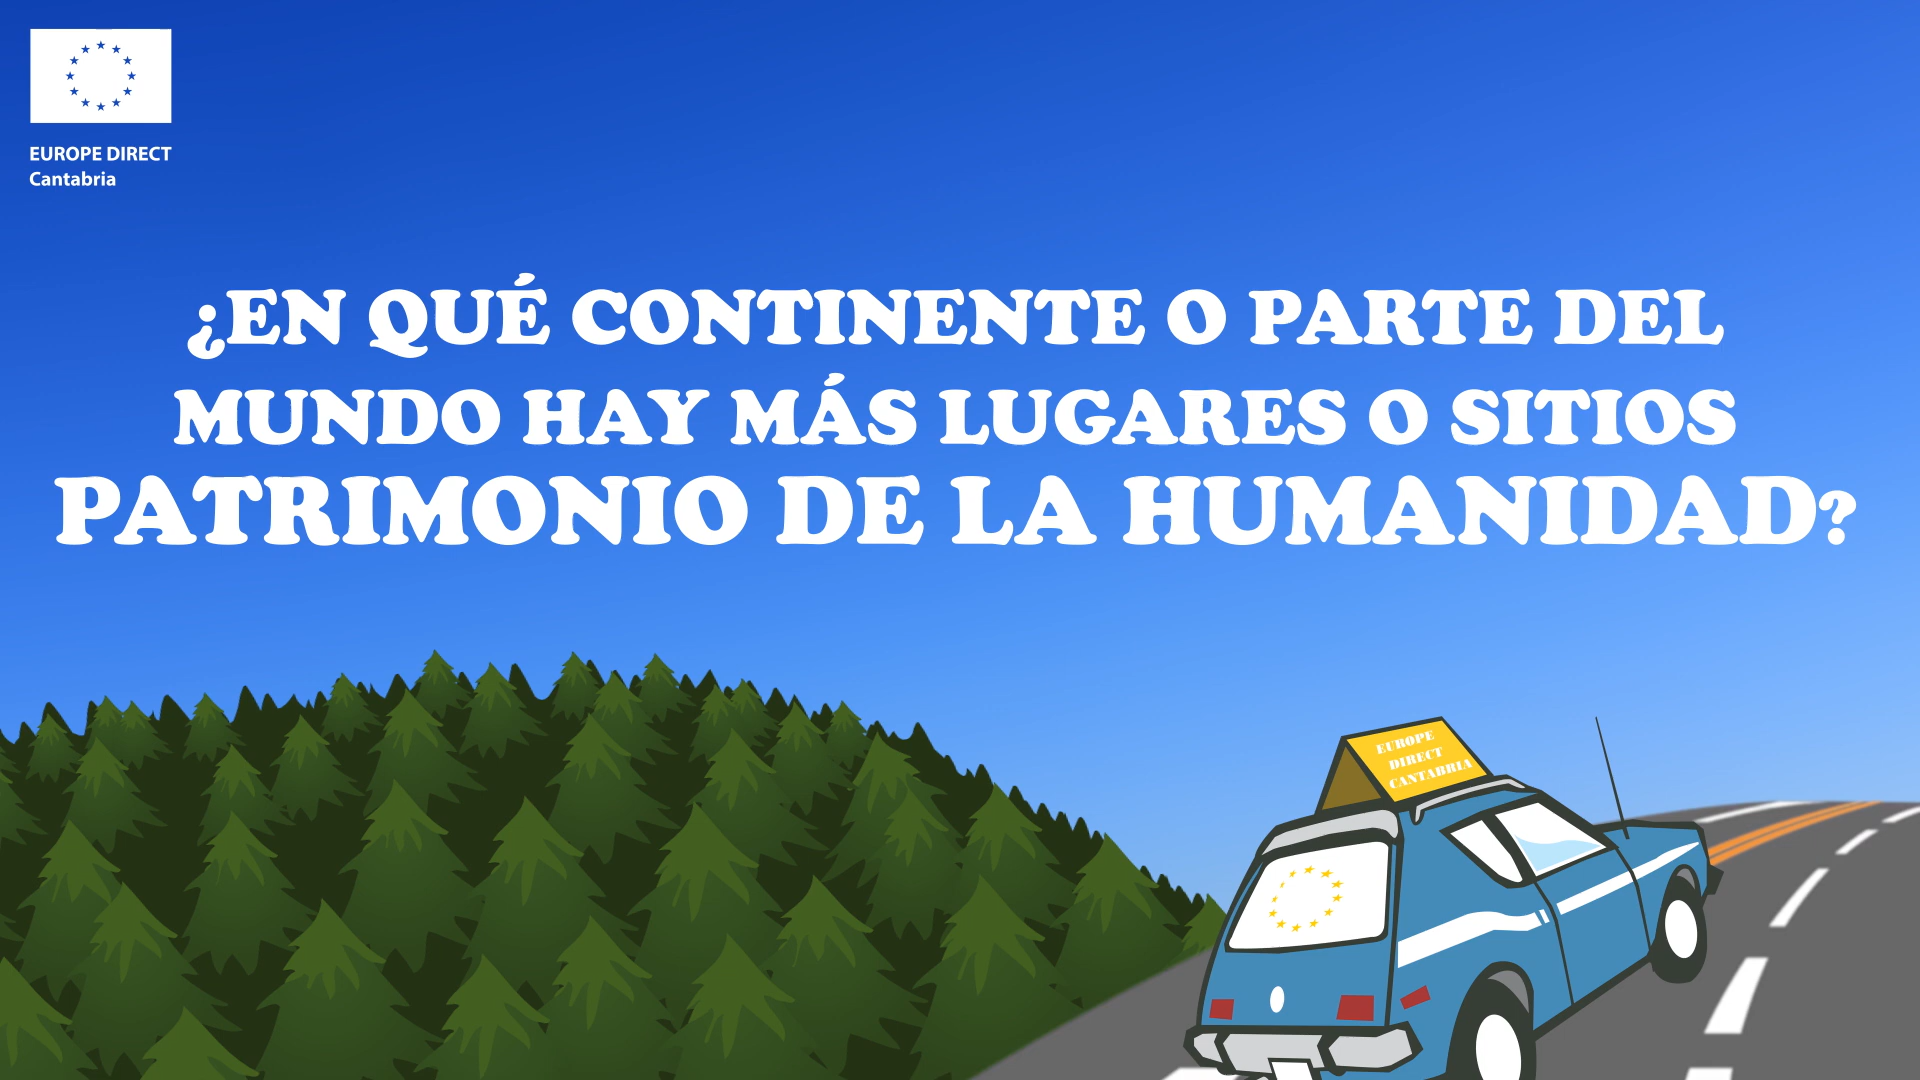 EUROPE DIRECT
Cantabria
¿EN QUÉ CONTINENTE O PARTE DEL
MUNDO HAY MÁS LUGARES O SITIOS
PATRIMONIO DE LA HUMANIDAD?
EUROPE
DIRECT
CANTABRIA